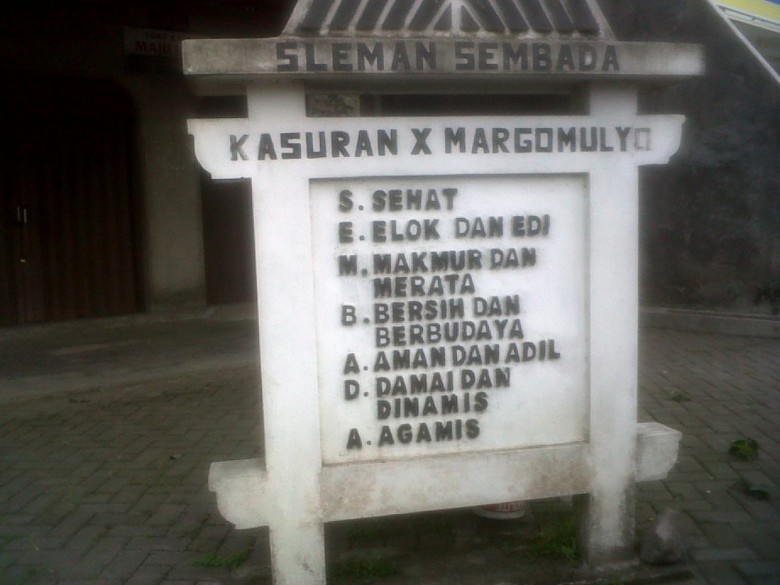 SLEMAN SEMBADA
KASURAN X MARGOMULYO
S. SEHAT
E. ELOK DAN EDI
M. MAKMUR DAN
MERATA
B. BERSIH DAN
BERBUDAYA
A. AMAN DAN ADIL
D. DAMAI DAN
DINAMIS
A. AGAMIS